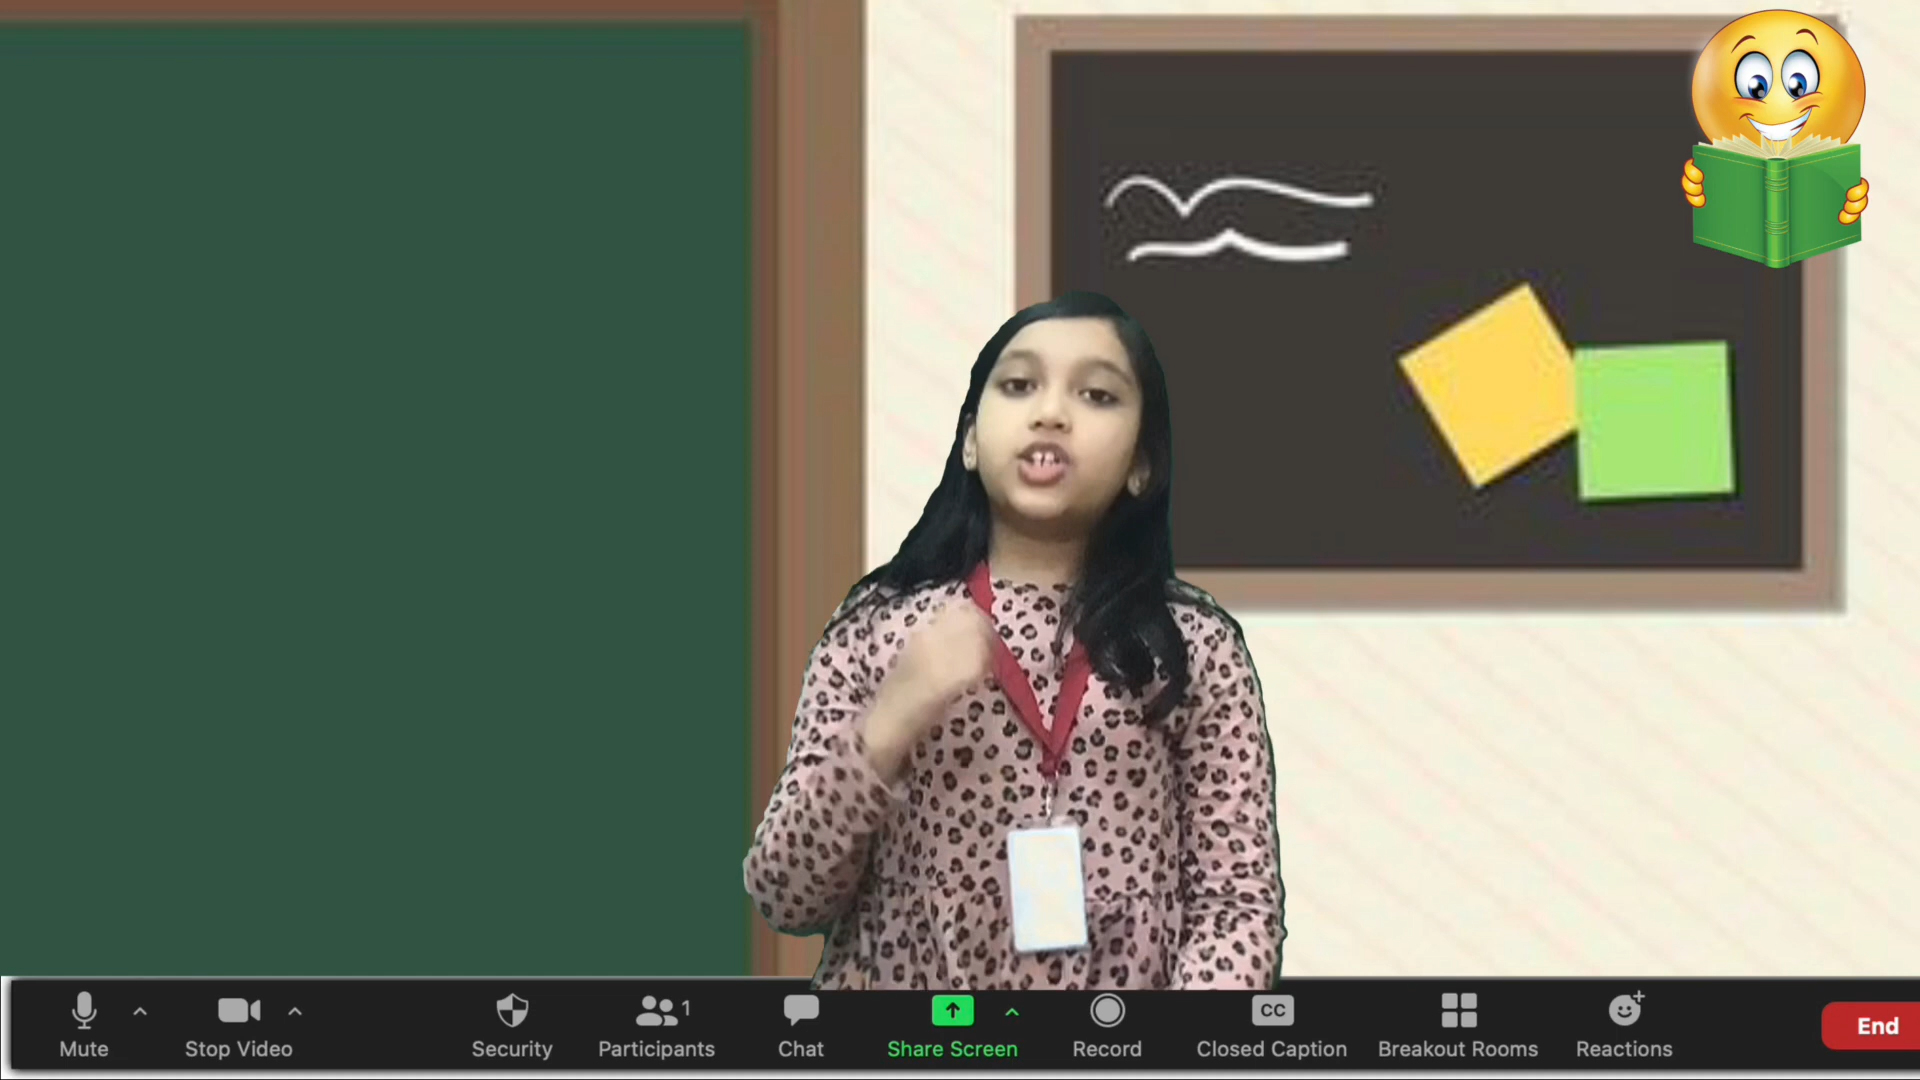 1
Mute
Stop Video
Security
Participants
Chat
Share Screen
Record
CC
Closed Caption
Breakout Rooms
Reactions
End